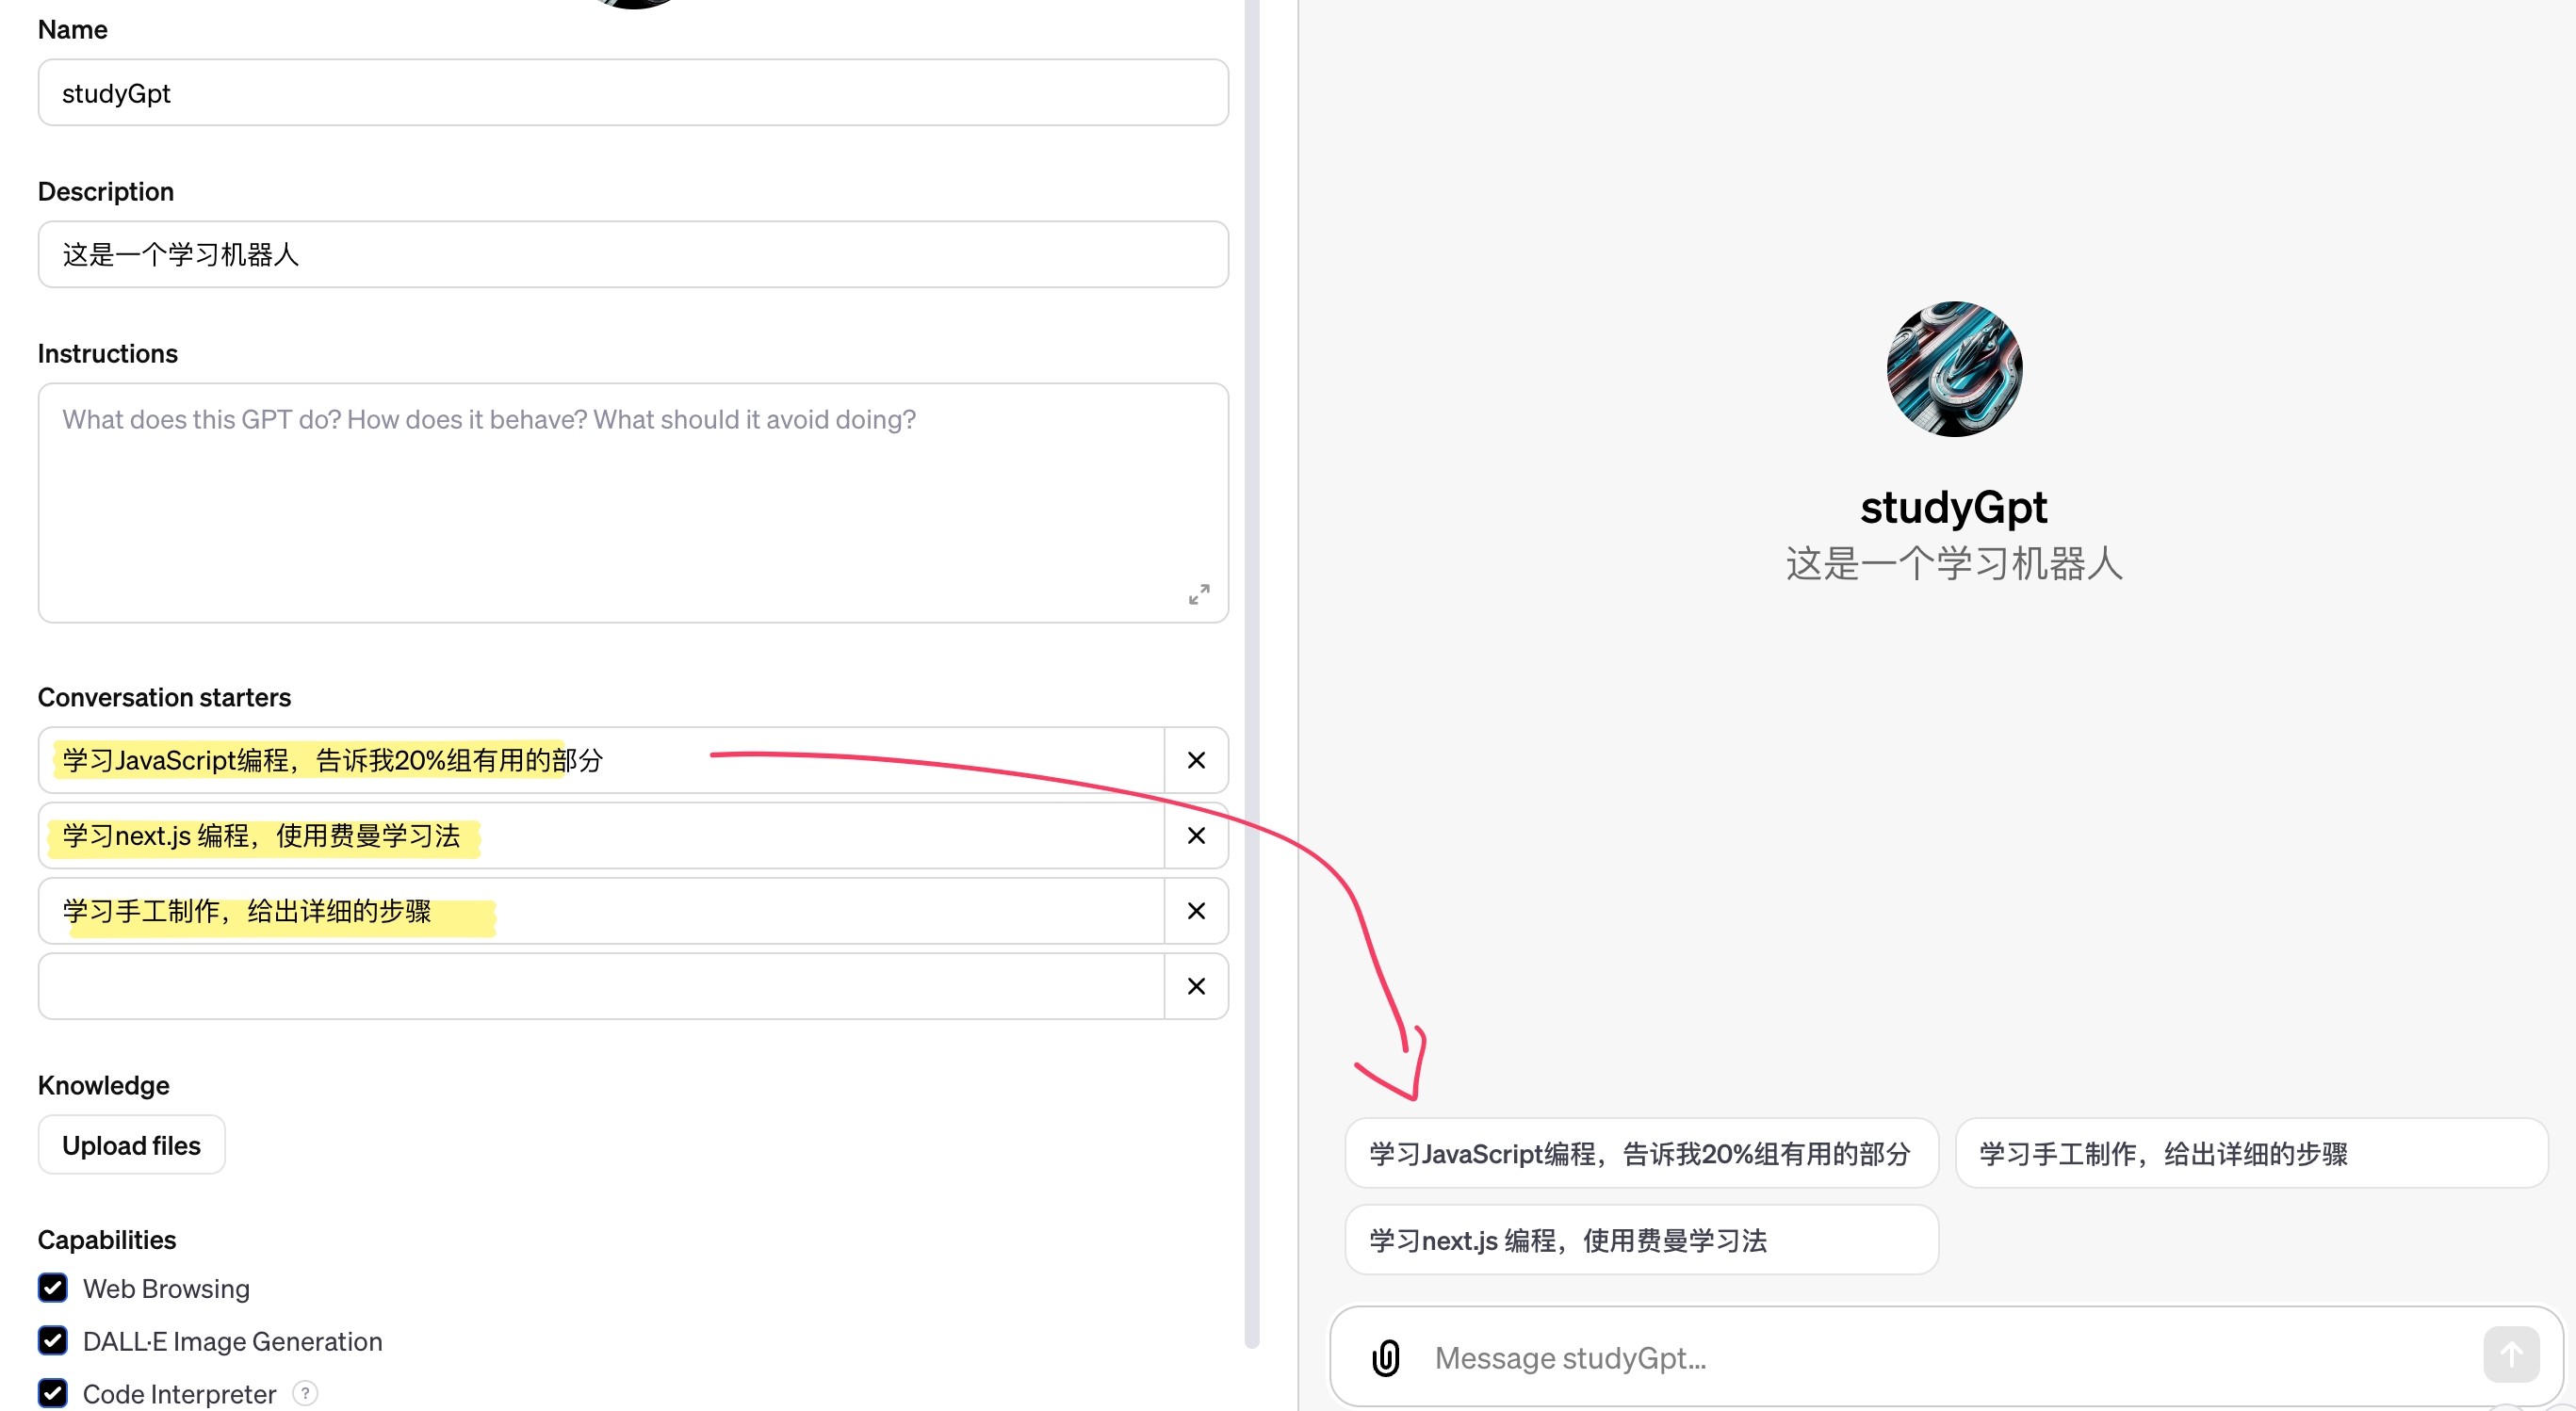 Name
studyGpt
Description
这是一个学习机器人
Instructions
What does this GPT do? How does it behave? What should it avoid doing?
Conversation starters
学习JavaScript编程，告诉我20%组有用的部分
学习next.js 编程，使用费曼学习法
学习手工制作，给出详细的步骤
Knowledge
Upload files
Capabilities
Web Browsing
DALL·E Image Generation
Code Interpreter ?
studyGpt
这是一个学习机器人
学习JavaScript编程，告诉我20%组有用的部分
学习手工制作，给出详细的步骤
学习next.js 编程，使用费曼学习法
Message studyGpt...